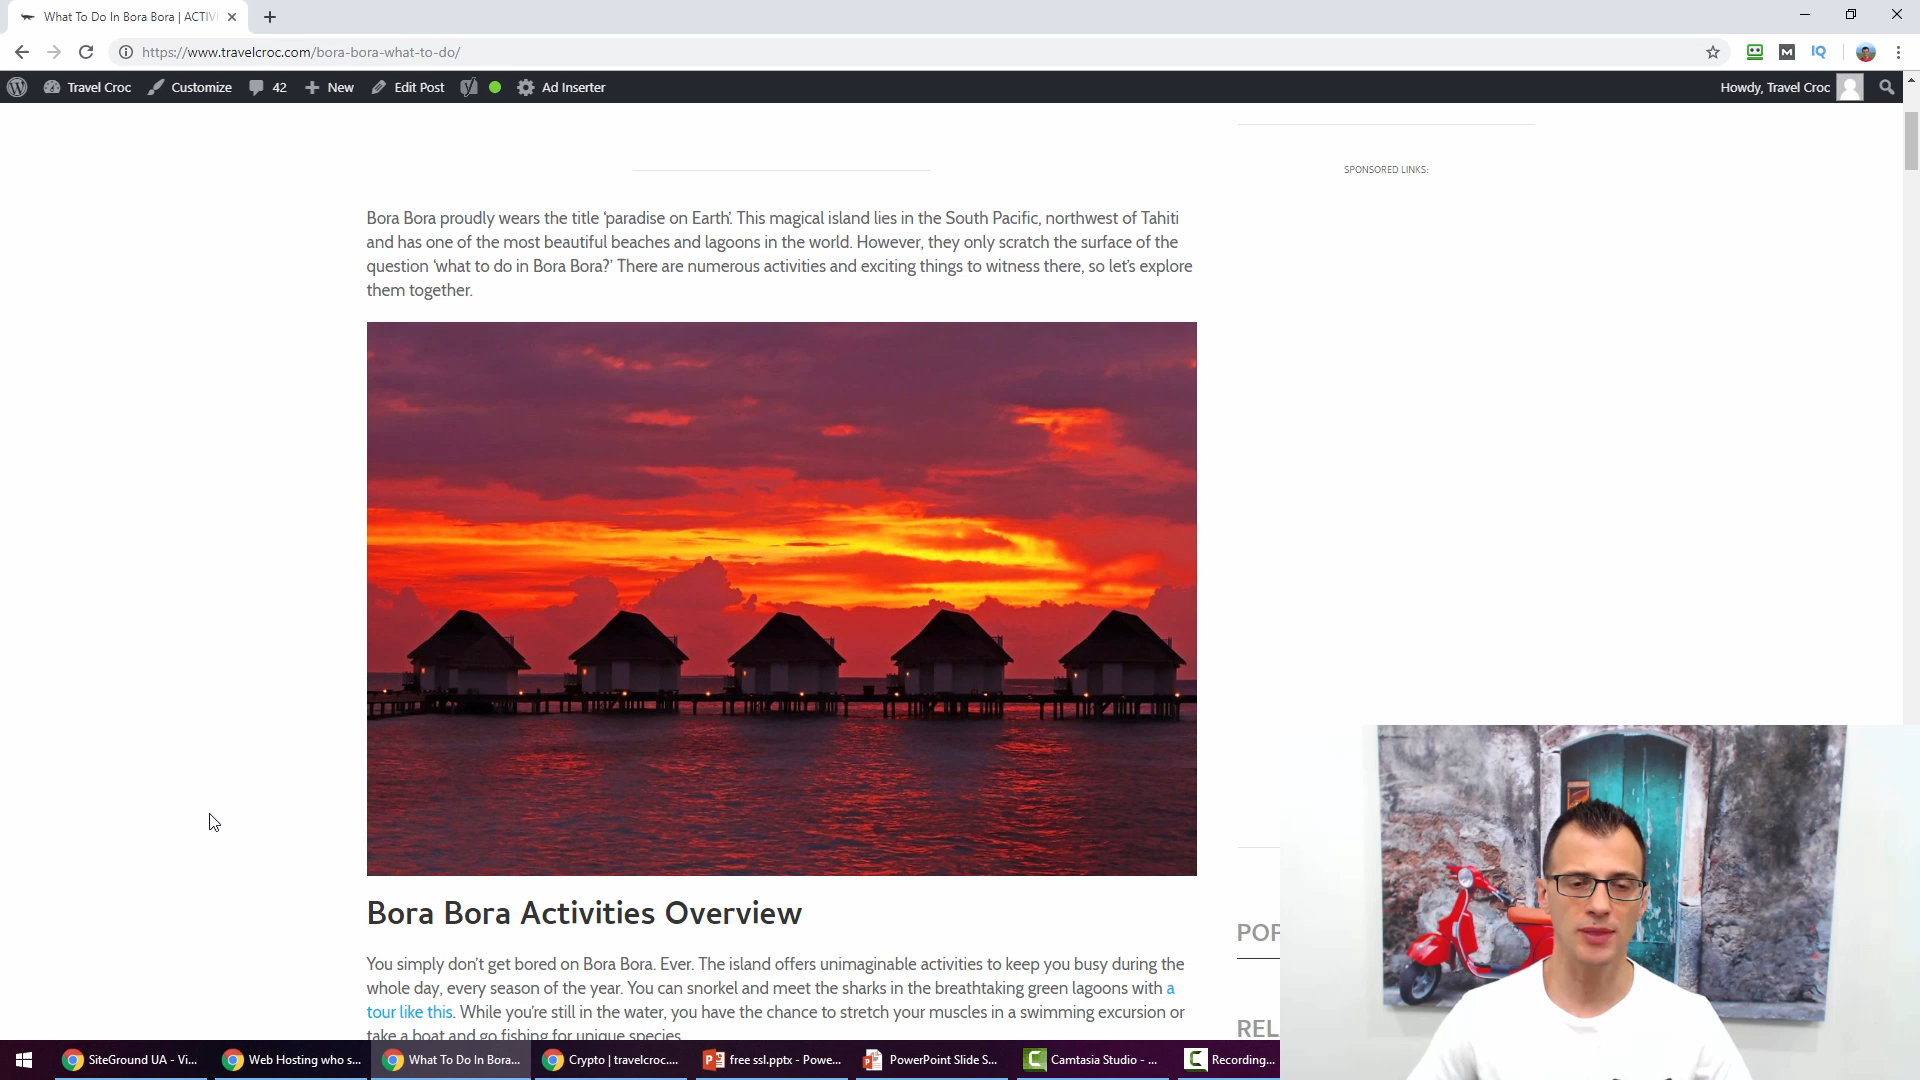 What To Do In Bora Bora | ACTIVI
https://www.travelcroc.com/bora-bora-what-to-do/
IQ
Travel Croc Customize 42 New Edit Post Ad Inserter Howdy, Travel Croc
SPONSORED LINKS:
Bora Bora proudly wears the title ‘paradise on Earth’. This magical island lies in the South Pacific, northwest of Tahiti
and has one of the most beautiful beaches and lagoons in the world. However, they only scratch the surface of the
question ‘what to do in Bora Bora?’ There are numerous activities and exciting things to witness there, so let’s explore
them together.
Bora Bora Activities Overview
POP
You simply don’t get bored on Bora Bora. Ever. The island offers unimaginable activities to keep you busy during the
whole day, every season of the year. You can snorkel and meet the sharks in the breathtaking green lagoons with a
tour like this. While you’re still in the water, you have the chance to stretch your muscles in a swimming excursion or
REL
take a boat and go fishing for unique species.
SiteGround UA - Vi... Web Hosting who s... What To Do In Bora... Crypto | travelcroc.... free ssl.pptx - Powe... PowerPoint Slide S... Camtasia Studio - ... Recording...